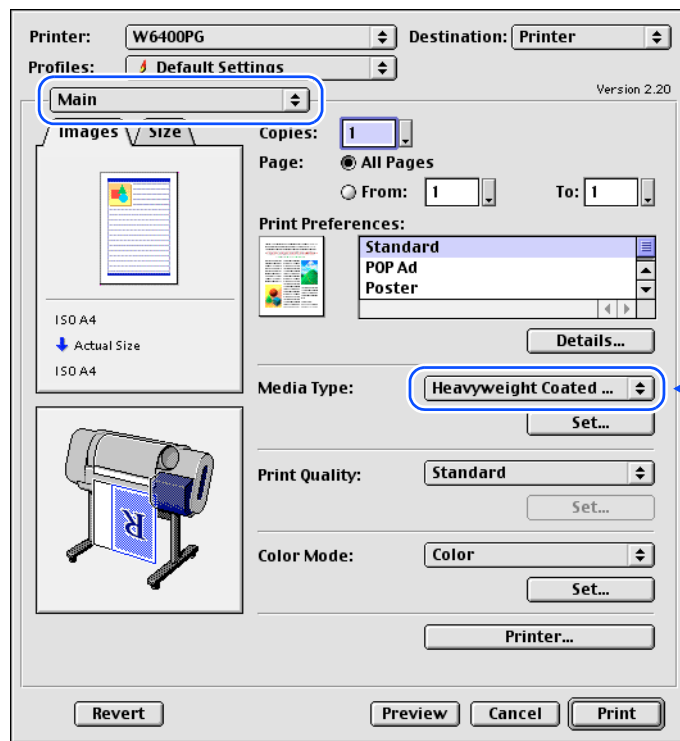 Printer: W6400PG Destination: Printer
Profiles: Default Settings
Version 2.20
Main
Images Size
Copies: 1
Page: All Pages
From: 1 To: 1
Print Preferences:
Standard
POP Ad
Poster
ISO A4
Actual Size
ISO A4
Details...
Media Type: Heavyweight Coated ...
Set...
R
Print Quality: Standard
Set...
Color Mode: Color
Set...
Printer...
Revert Preview Cancel Print